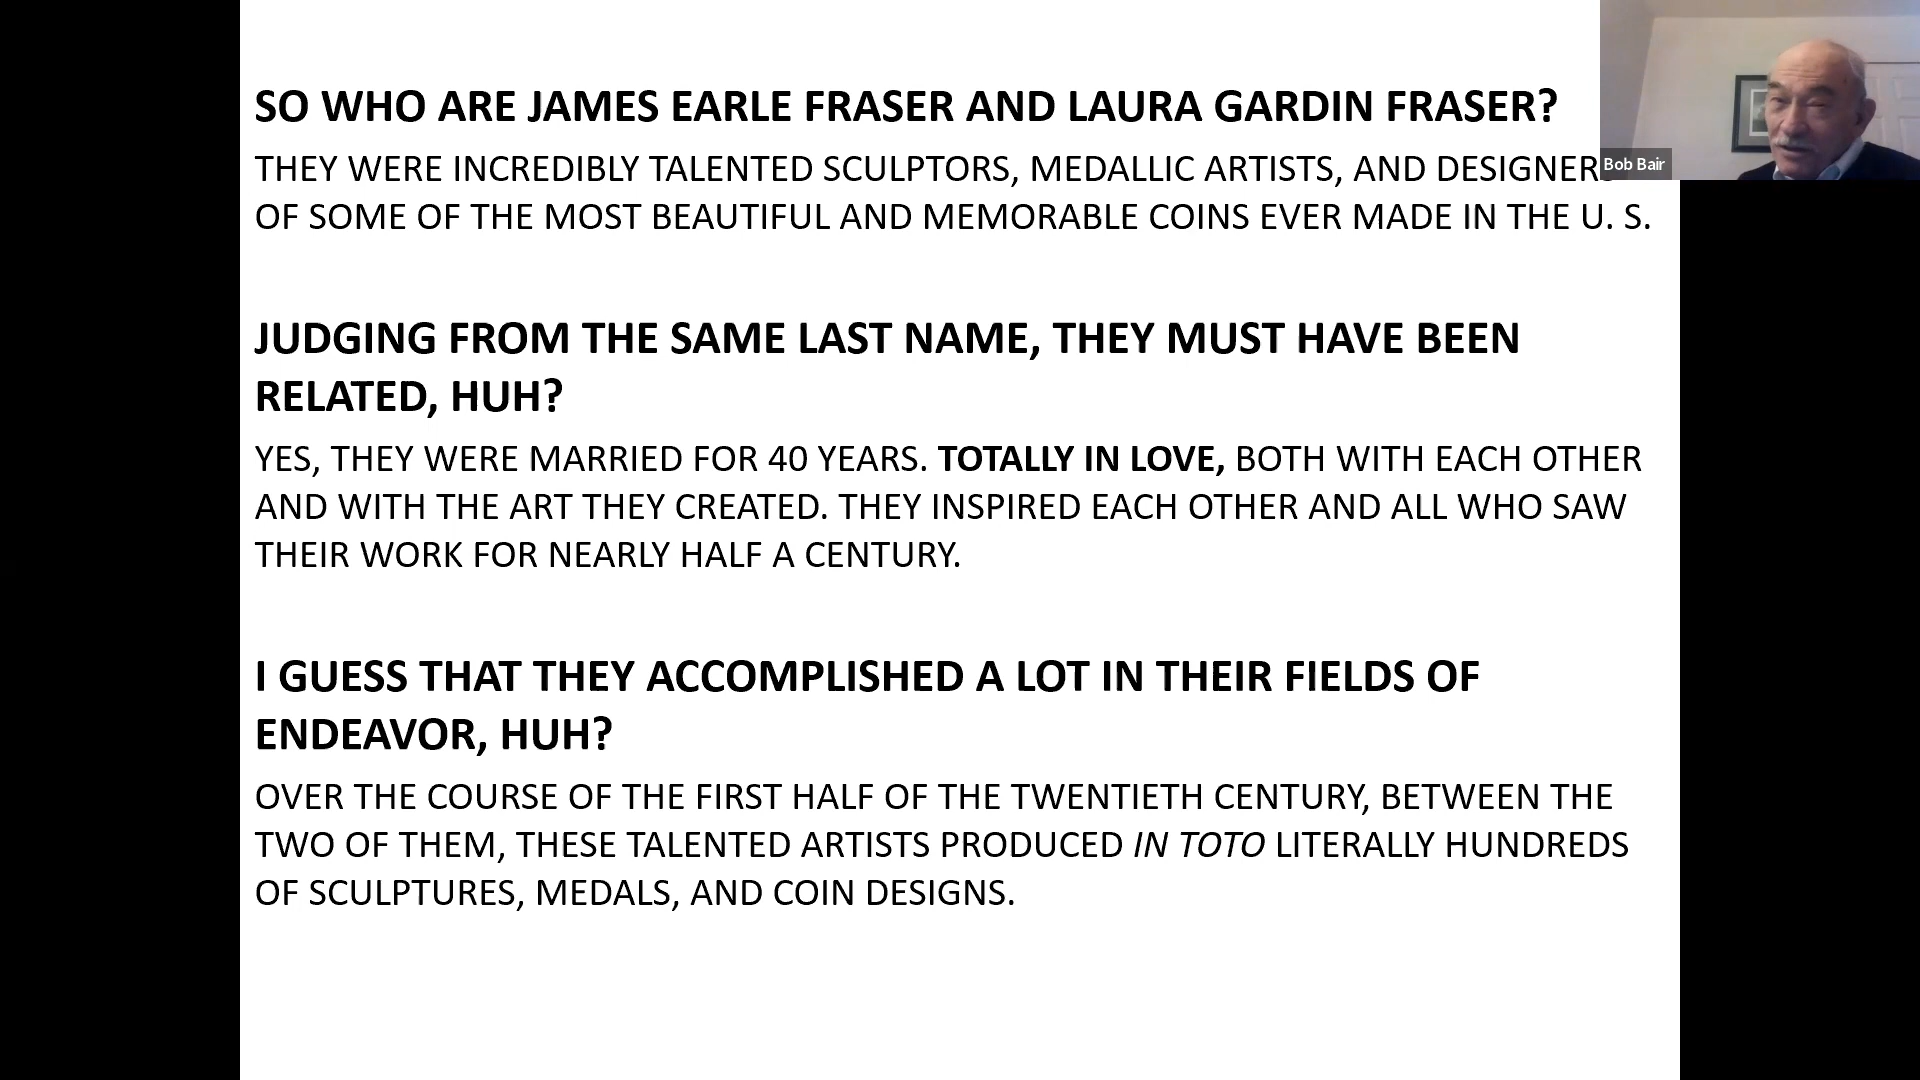 SO WHO ARE JAMES EARLE FRASER AND LAURA GARDIN FRASER?
THEY WERE INCREDIBLY TALENTED SCULPTORS, MEDALLIC ARTISTS, AND DESIGNERS
Bob Bair
OF SOME OF THE MOST BEAUTIFUL AND MEMORABLE COINS EVER MADE IN THE U. S.
JUDGING FROM THE SAME LAST NAME, THEY MUST HAVE BEEN
RELATED, HUH?
YES, THEY WERE MARRIED FOR 40 YEARS. TOTALLY IN LOVE, BOTH WITH EACH OTHER
AND WITH THE ART THEY CREATED. THEY INSPIRED EACH OTHER AND ALL WHO SAW
THEIR WORK FOR NEARLY HALF A CENTURY.
I GUESS THAT THEY ACCOMPLISHED A LOT IN THEIR FIELDS OF
ENDEAVOR, HUH?
OVER THE COURSE OF THE FIRST HALF OF THE TWENTIETH CENTURY, BETWEEN THE
TWO OF THEM, THESE TALENTED ARTISTS PRODUCED IN TOTO LITERALLY HUNDREDS
OF SCULPTURES, MEDALS, AND COIN DESIGNS.